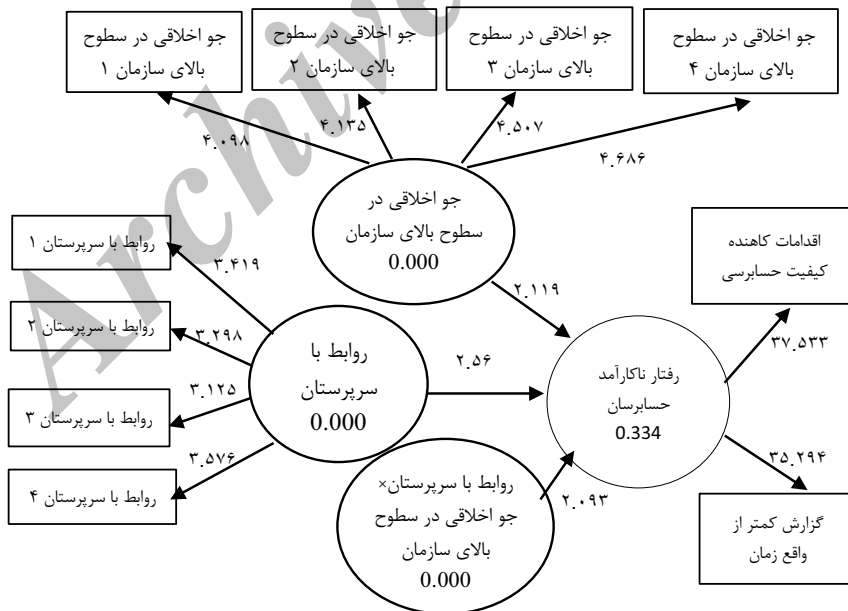 جو اخلاقی در سطوح
بالای سازمان ۱
جو اخلاقی در سطوح
بالای سازمان ۲
جو اخلاقی در سطوح
بالای سازمان ۳
جو اخلاقی در سطوح
بالای سازمان ۴
۴.۰۹۸
۴.۱۳۵
۴.۵۰۷
۴.۶۸۶
جو اخلاقی در
سطوح بالای سازمان
0.000
روابط با سرپرستان ۱
روابط با سرپرستان ۲
روابط با سرپرستان ۳
روابط با سرپرستان ۴
۳.۴۱۹
۳.۲۹۸
۳.۱۲۵
۳.۵۷۶
روابط با
سرپرستان
0.000
۲.۱۱۹
۲.۵۶
۲.۰۹۳
روابط با سرپرستان×
جو اخلاقی در سطوح
بالای سازمان
0.000
رفتار ناکارآمد
حسابرسان
0.334
اقدامات کاهنده
کیفیت حسابرسی
۳۷.۵۳۳
۳۵.۲۹۴
گزارش کمتر از
واقع زمان
Archive